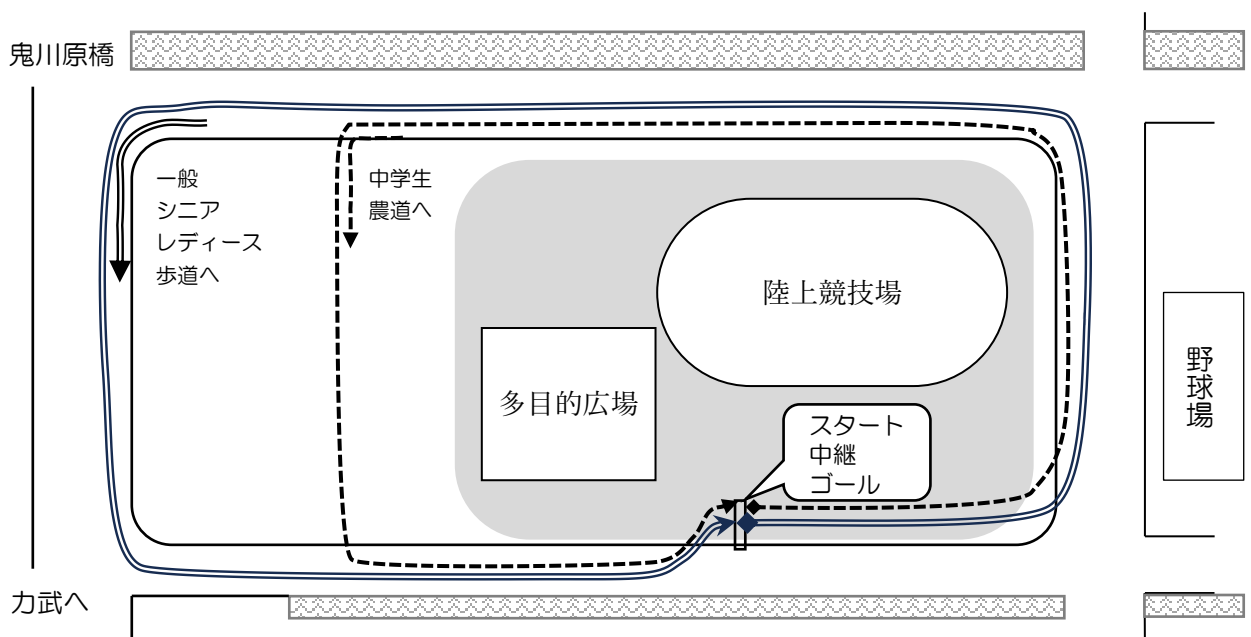 鬼川原橋
一般
シニア
レディース
歩道へ
中学生
農道へ
陸上競技場
多目的広場
スタート
中継
ゴール
野球場
力武へ